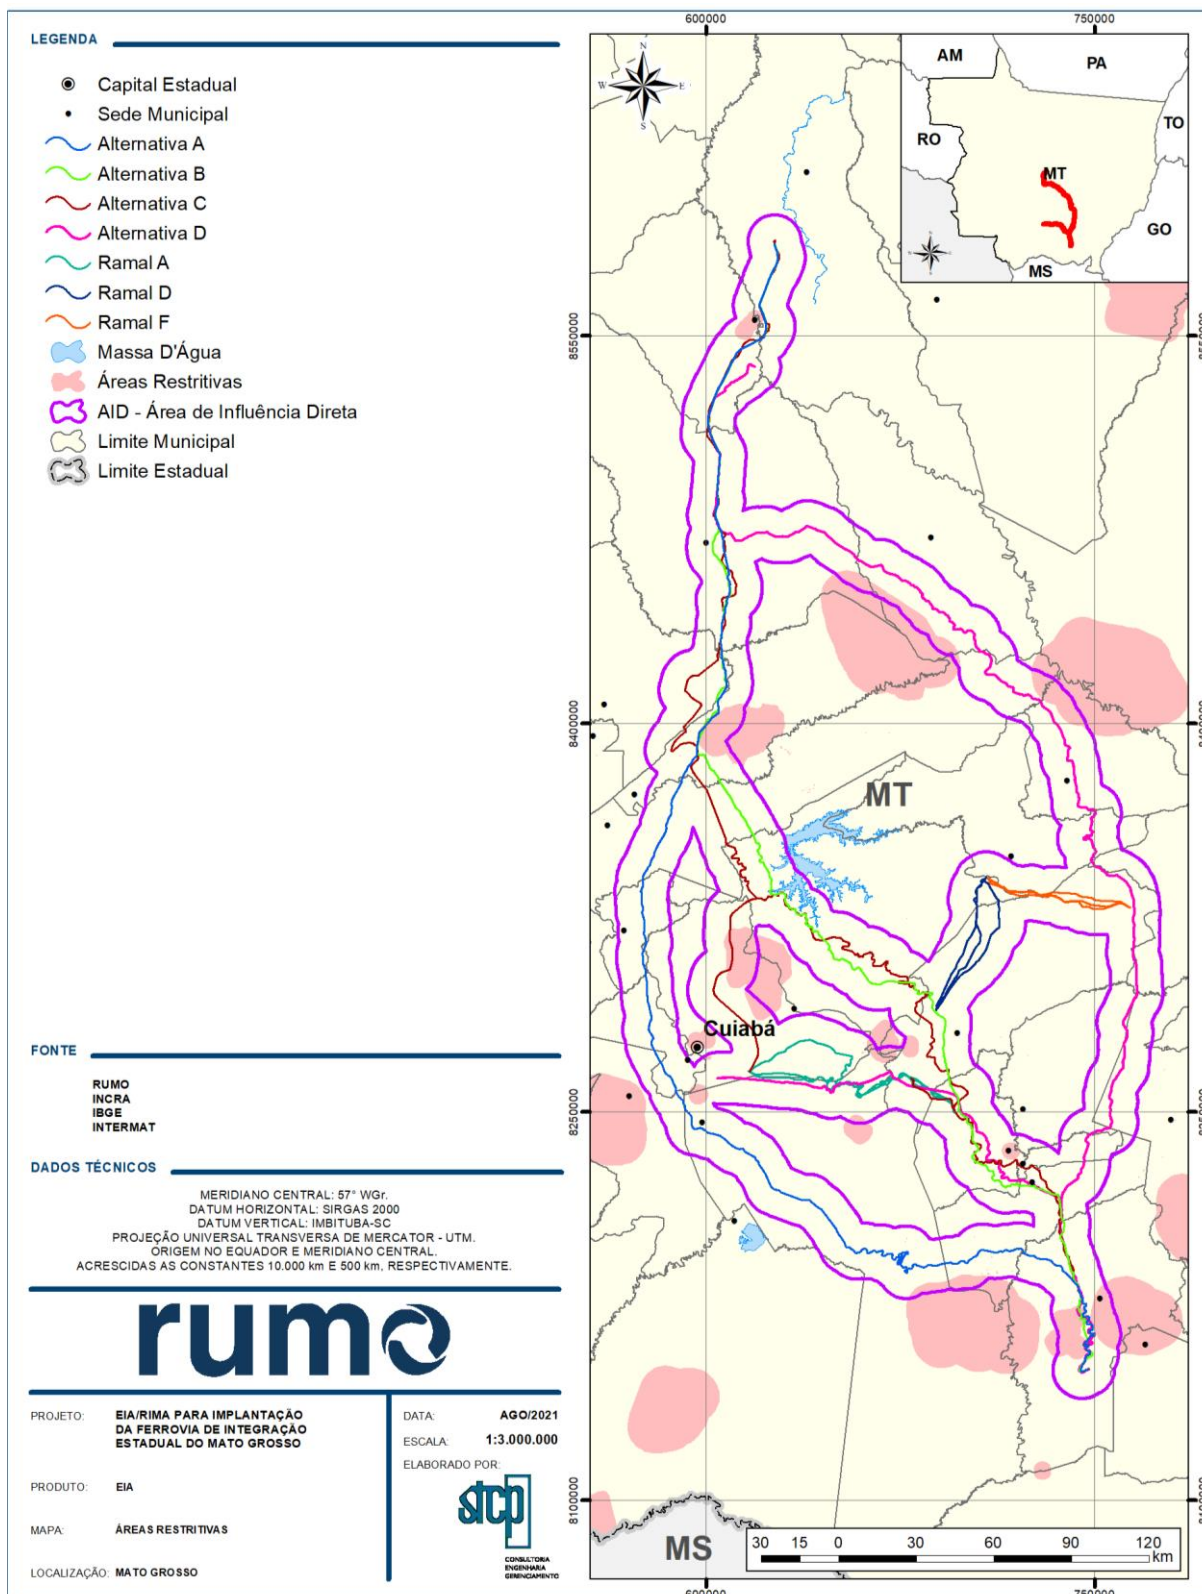 LEGENDA
Capital Estadual
Sede Municipal
Alternativa A
Alternativa B
Alternativa C
Alternativa D
Ramal A
Ramal D
Ramal F
Massa D'Água
Áreas Restritivas
AID - Área de Influência Direta
Limite Municipal
Limite Estadual
FONTE
RUMO
INCRA
IBGE
INTERMAT
DADOS TÉCNICOS
MERIDIANO CENTRAL: 57° WGr.
DATUM HORIZONTAL: SIRGAS 2000
DATUM VERTICAL: IMBITUBA-SC
PROJEÇÃO UNIVERSAL TRANSVERSA DE MERCATOR - UTM.
ORIGEM NO EQUADOR E MERIDIANO CENTRAL.
ACRESCIDAS AS CONSTANTES 10.000 km E 500 km, RESPECTIVAMENTE.
rumo
PROJETO: EIA/RIMA PARA IMPLANTAÇÃO
DA FERROVIA DE INTEGRAÇÃO
ESTADUAL DO MATO GROSSO
PRODUTO: EIA
MAPA: ÁREAS RESTRITIVAS
LOCALIZAÇÃO: MATO GROSSO
DATA: AGO/2021
ESCALA: 1:3.000.000
ELABORADO POR:
stcp
CONSULTORIA
ENGENHARIA
GERENCIAMENTO
600000 750000
N
W E
S
AM
PA
RO
TO
MT
GO
MS
8550000
8400000
MT
Cuiabá
8250000
8100000
MS
30 15 0 30 60 90 120
km
600000 750000